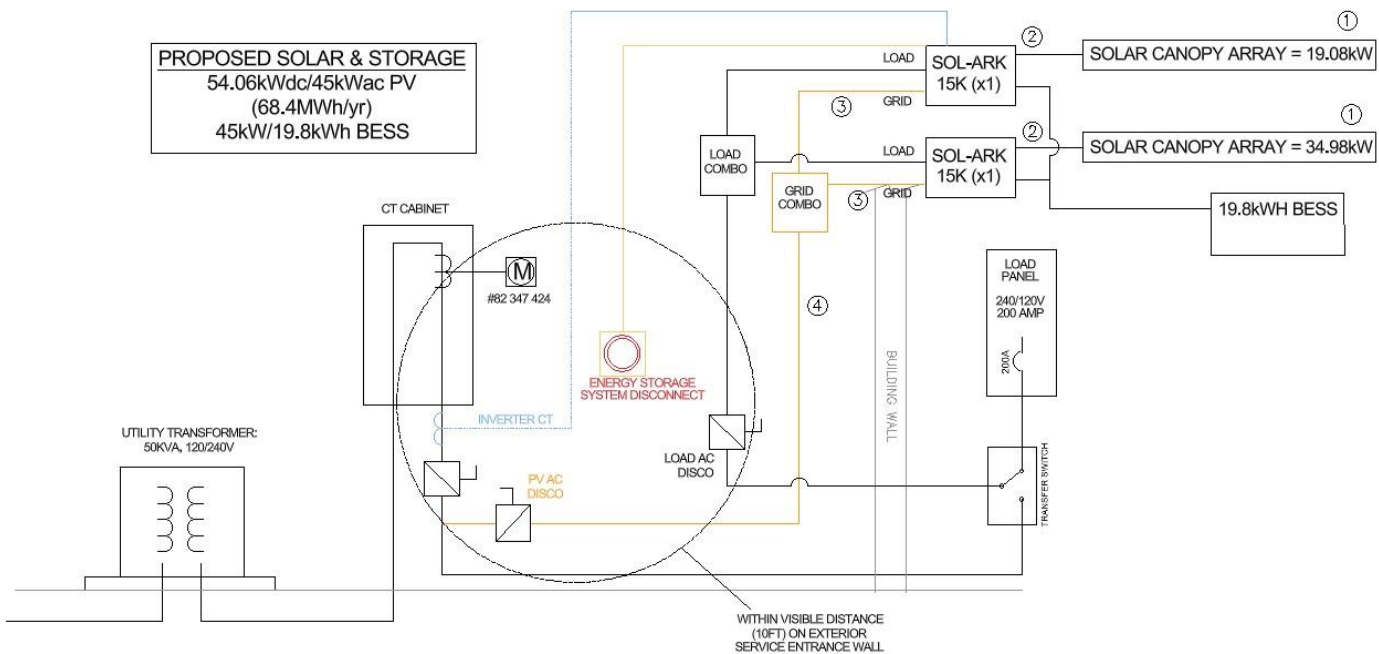 PROPOSED SOLAR & STORAGE
54.06kWdc/45kWac PV
(68.4MWh/yr)
45kW/19.8kWh BESS
LOAD
SOL-ARK
15K (x1)
GRID
2
1
SOLAR CANOPY ARRAY = 19.08kW
3
LOAD
COMBO
LOAD
SOL-ARK
15K (x1)
GRID
2
1
SOLAR CANOPY ARRAY = 34.98kW
GRID
COMBO
3
19.8kWH BESS
CT CABINET
M
#82 347 424
4
LOAD
PANEL
240/120V
200 AMP
200A
BUILDING WALL
ENERGY STORAGE
SYSTEM DISCONNECT
INVERTER CT
UTILITY TRANSFORMER:
50KVA, 120/240V
LOAD AC
DISCO
PV AC
DISCO
TRANSFER SWITCH
WITHIN VISIBLE DISTANCE
(10FT) ON EXTERIOR
SERVICE ENTRANCE WALL